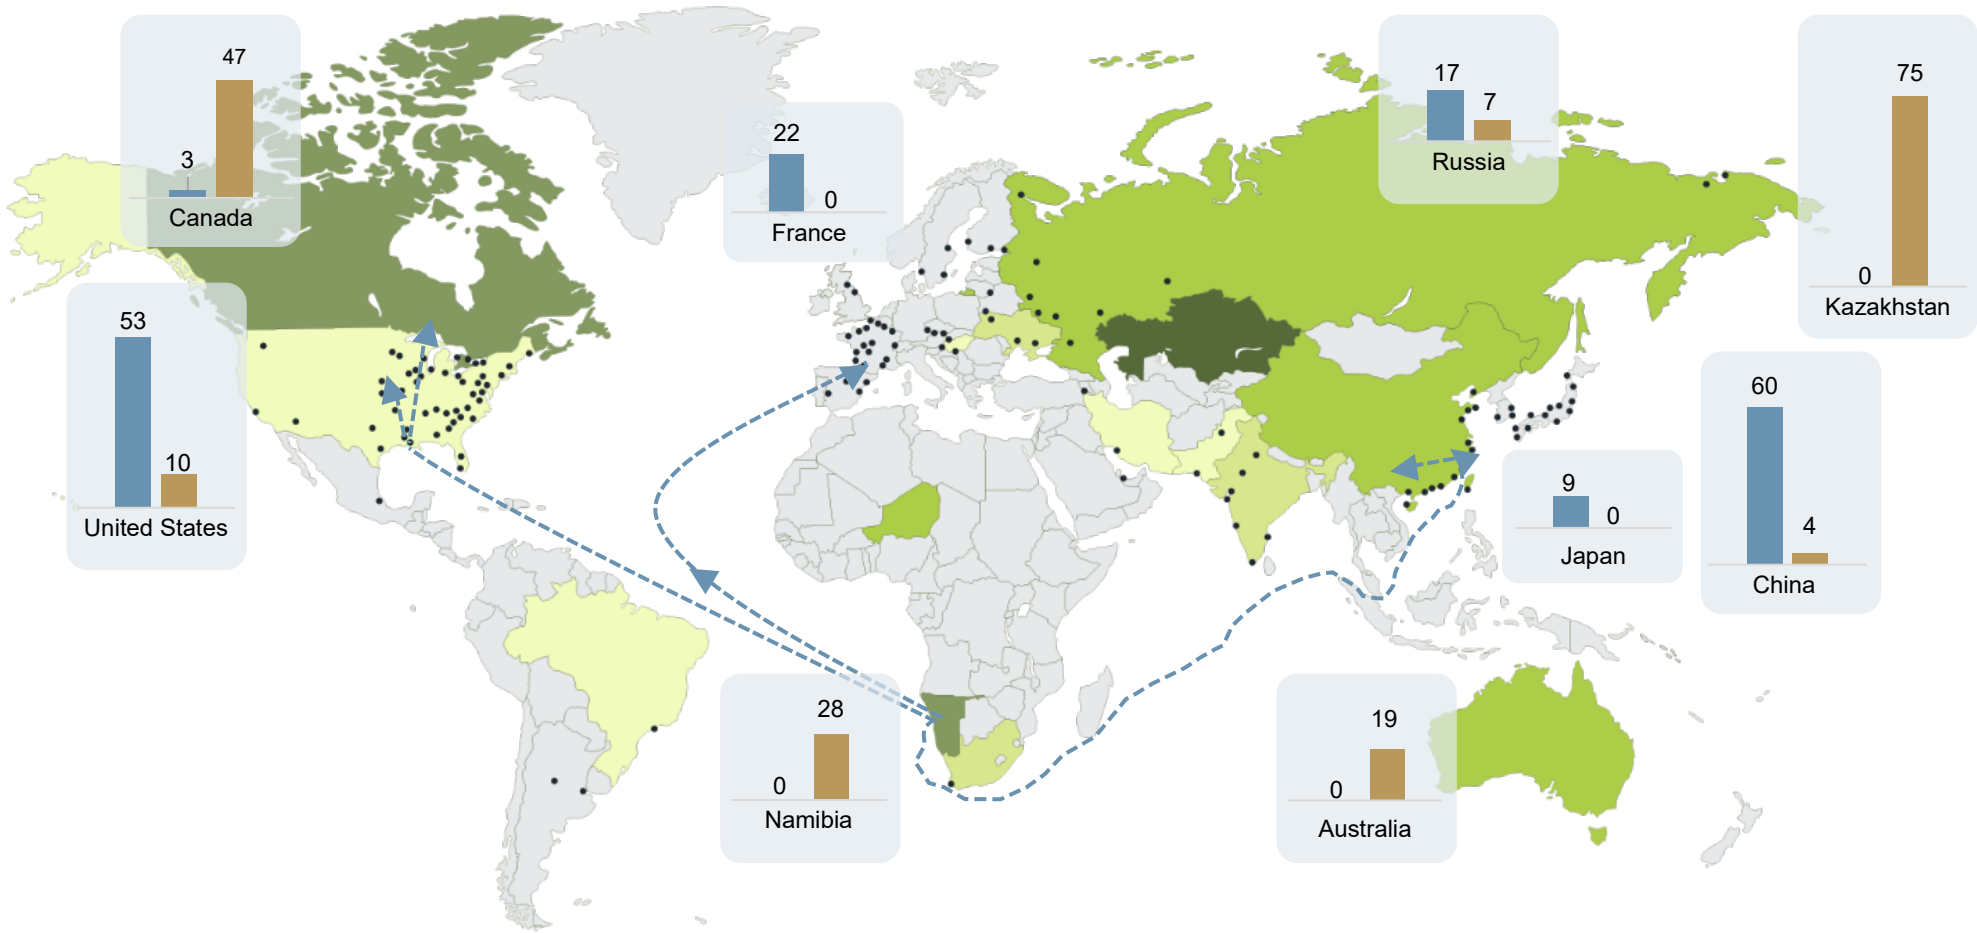 47
3
Canada
22
0
France
17
7
Russia
75
0
Kazakhstan
53
10
United States
9
0
Japan
60
4
China
28
0
Namibia
19
0
Australia